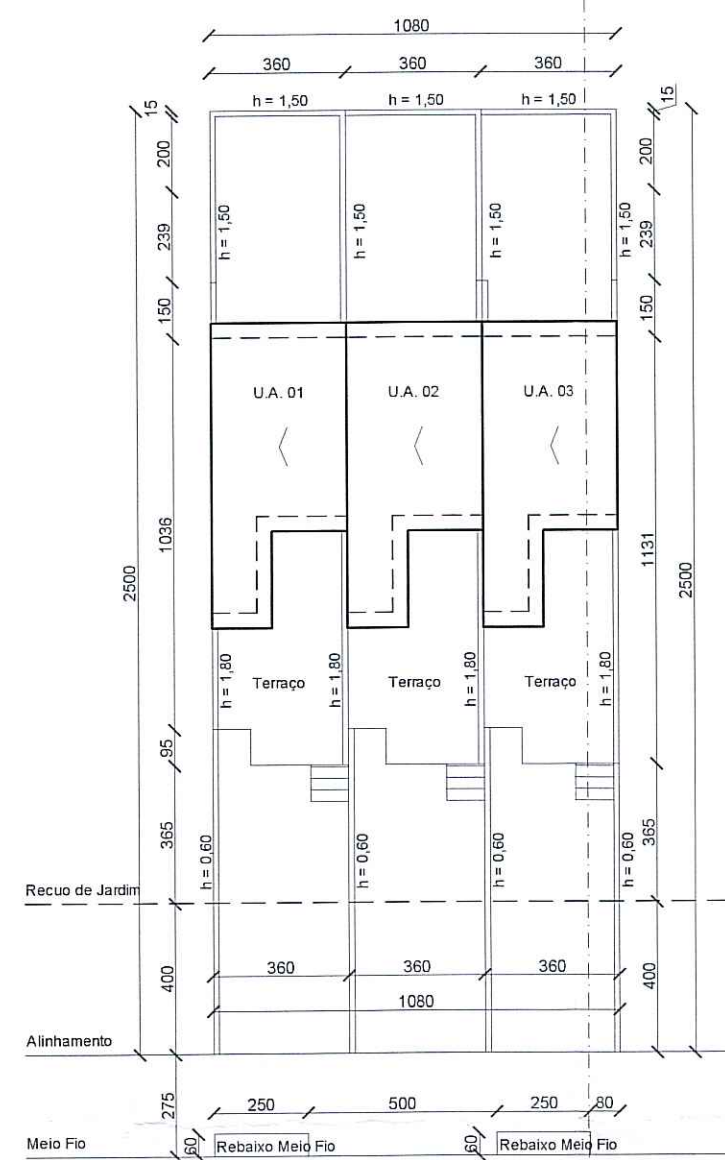 1080
360 360 360
h = 1,50 h = 1,50 h = 1,50
15 15
200 200
h = 1,50 h = 1,50 h = 1,50 h = 1,50
239 239
150 150
U.A. 01 U.A. 02 U.A. 03
1036 1131
2500 2500
h = 1,80 h = 1,80 h = 1,80 h = 1,80
Terraço Terraço Terraço
95
365 365
h = 0,60 h = 0,60 h = 0,60 h = 0,60
Recuo de Jardim
400 360 360 360 400
1080
Alinhamento
275 250 500 250 80
Meio Fio 60 Rebaixo Meio Fio 60 Rebaixo Meio Fio